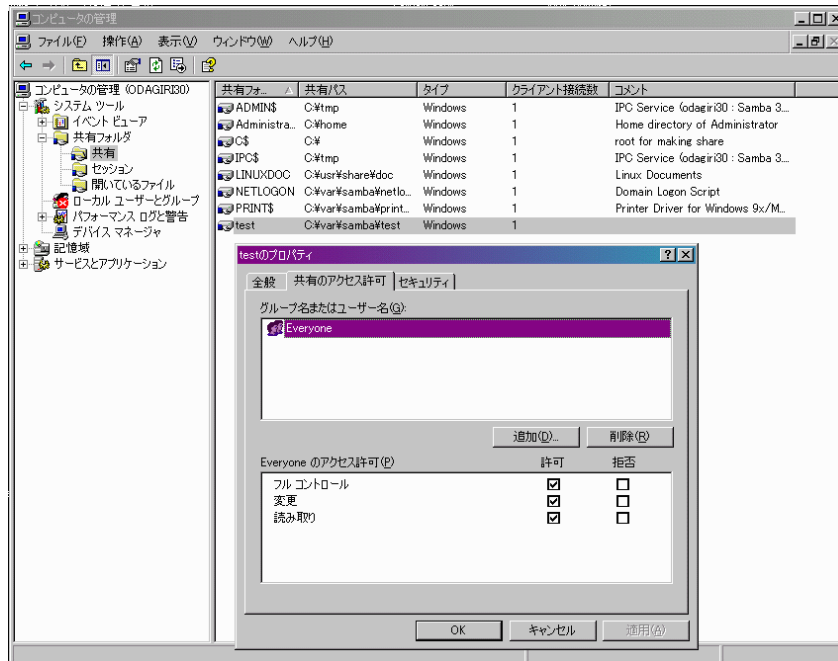 コンピュータの管理
ファイル(F) 操作(A) 表示(V) ウィンドウ(W) ヘルプ(H)
コンピュータの管理 (ODAGIRI30)
システム ツール
イベント ビューア
共有フォルダ
共有
セッション
開いているファイル
ローカル ユーザーとグループ
パフォーマンス ログと警告
デバイス マネージャ
記憶域
サービスとアプリケーション
共有フォ... 共有パス タイプ クライアント接続数 コメント
ADMIN$ C:¥tmp Windows 1 IPC Service (odagiri30 : Samba 3...
Administra... C:¥home Windows 1 Home directory of Administrator
C$ C:¥ Windows 1 root for making share
IPC$ C:¥tmp Windows 1 IPC Service (odagiri30 : Samba 3...
LINUXDOC C:¥usr¥share¥doc Windows 1 Linux Documents
NETLOGON C:¥var¥samba¥netlo... Windows 1 Domain Logon Script
PRINT$ C:¥var¥samba¥print... Windows 1 Printer Driver for Windows 9x/M...
test C:¥var¥samba¥test Windows 1
testのプロパティ
全般 共有のアクセス許可 セキュリティ
グループ名またはユーザー名(G):
Everyone
追加(D)... 削除(R)
Everyone のアクセス許可(P) 許可 拒否
フル コントロール
変更
読み取り
OK キャンセル 適用(A)